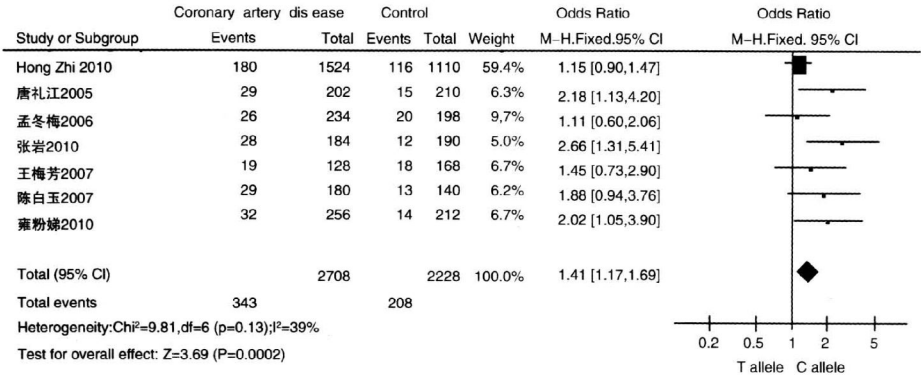 Coronary artery dis ease Control Odds Ratio Odds Ratio
Study or Subgroup Events Total Events Total Weight M-H.Fixed.95% CI M-H.Fixed. 95% CI
Hong Zhi 2010 180 1524 116 1110 59.4% 1.15 [0.90,1.47]
唐礼江2005 29 202 15 210 6.3% 2.18 [1.13,4.20]
孟冬梅2006 26 234 20 198 9,7% 1.11 [0.60,2.06]
张岩2010 28 184 12 190 5.0% 2.66 [1.31,5.41]
王梅芳2007 19 128 18 168 6.7% 1.45 [0.73,2.90]
陈白玉2007 29 180 13 140 6.2% 1.88 [0.94,3.76]
雍粉娣2010 32 256 14 212 6.7% 2.02 [1.05,3.90]
Total (95% CI) 2708 2228 100.0% 1.41 [1.17,1.69]
Total events 343 208
Heterogeneity:Chi²=9.81,df=6 (p=0.13);I²=39%
Test for overall effect: Z=3.69 (P=0.0002)
0.2 0.5 1 2 5
T allele C allele